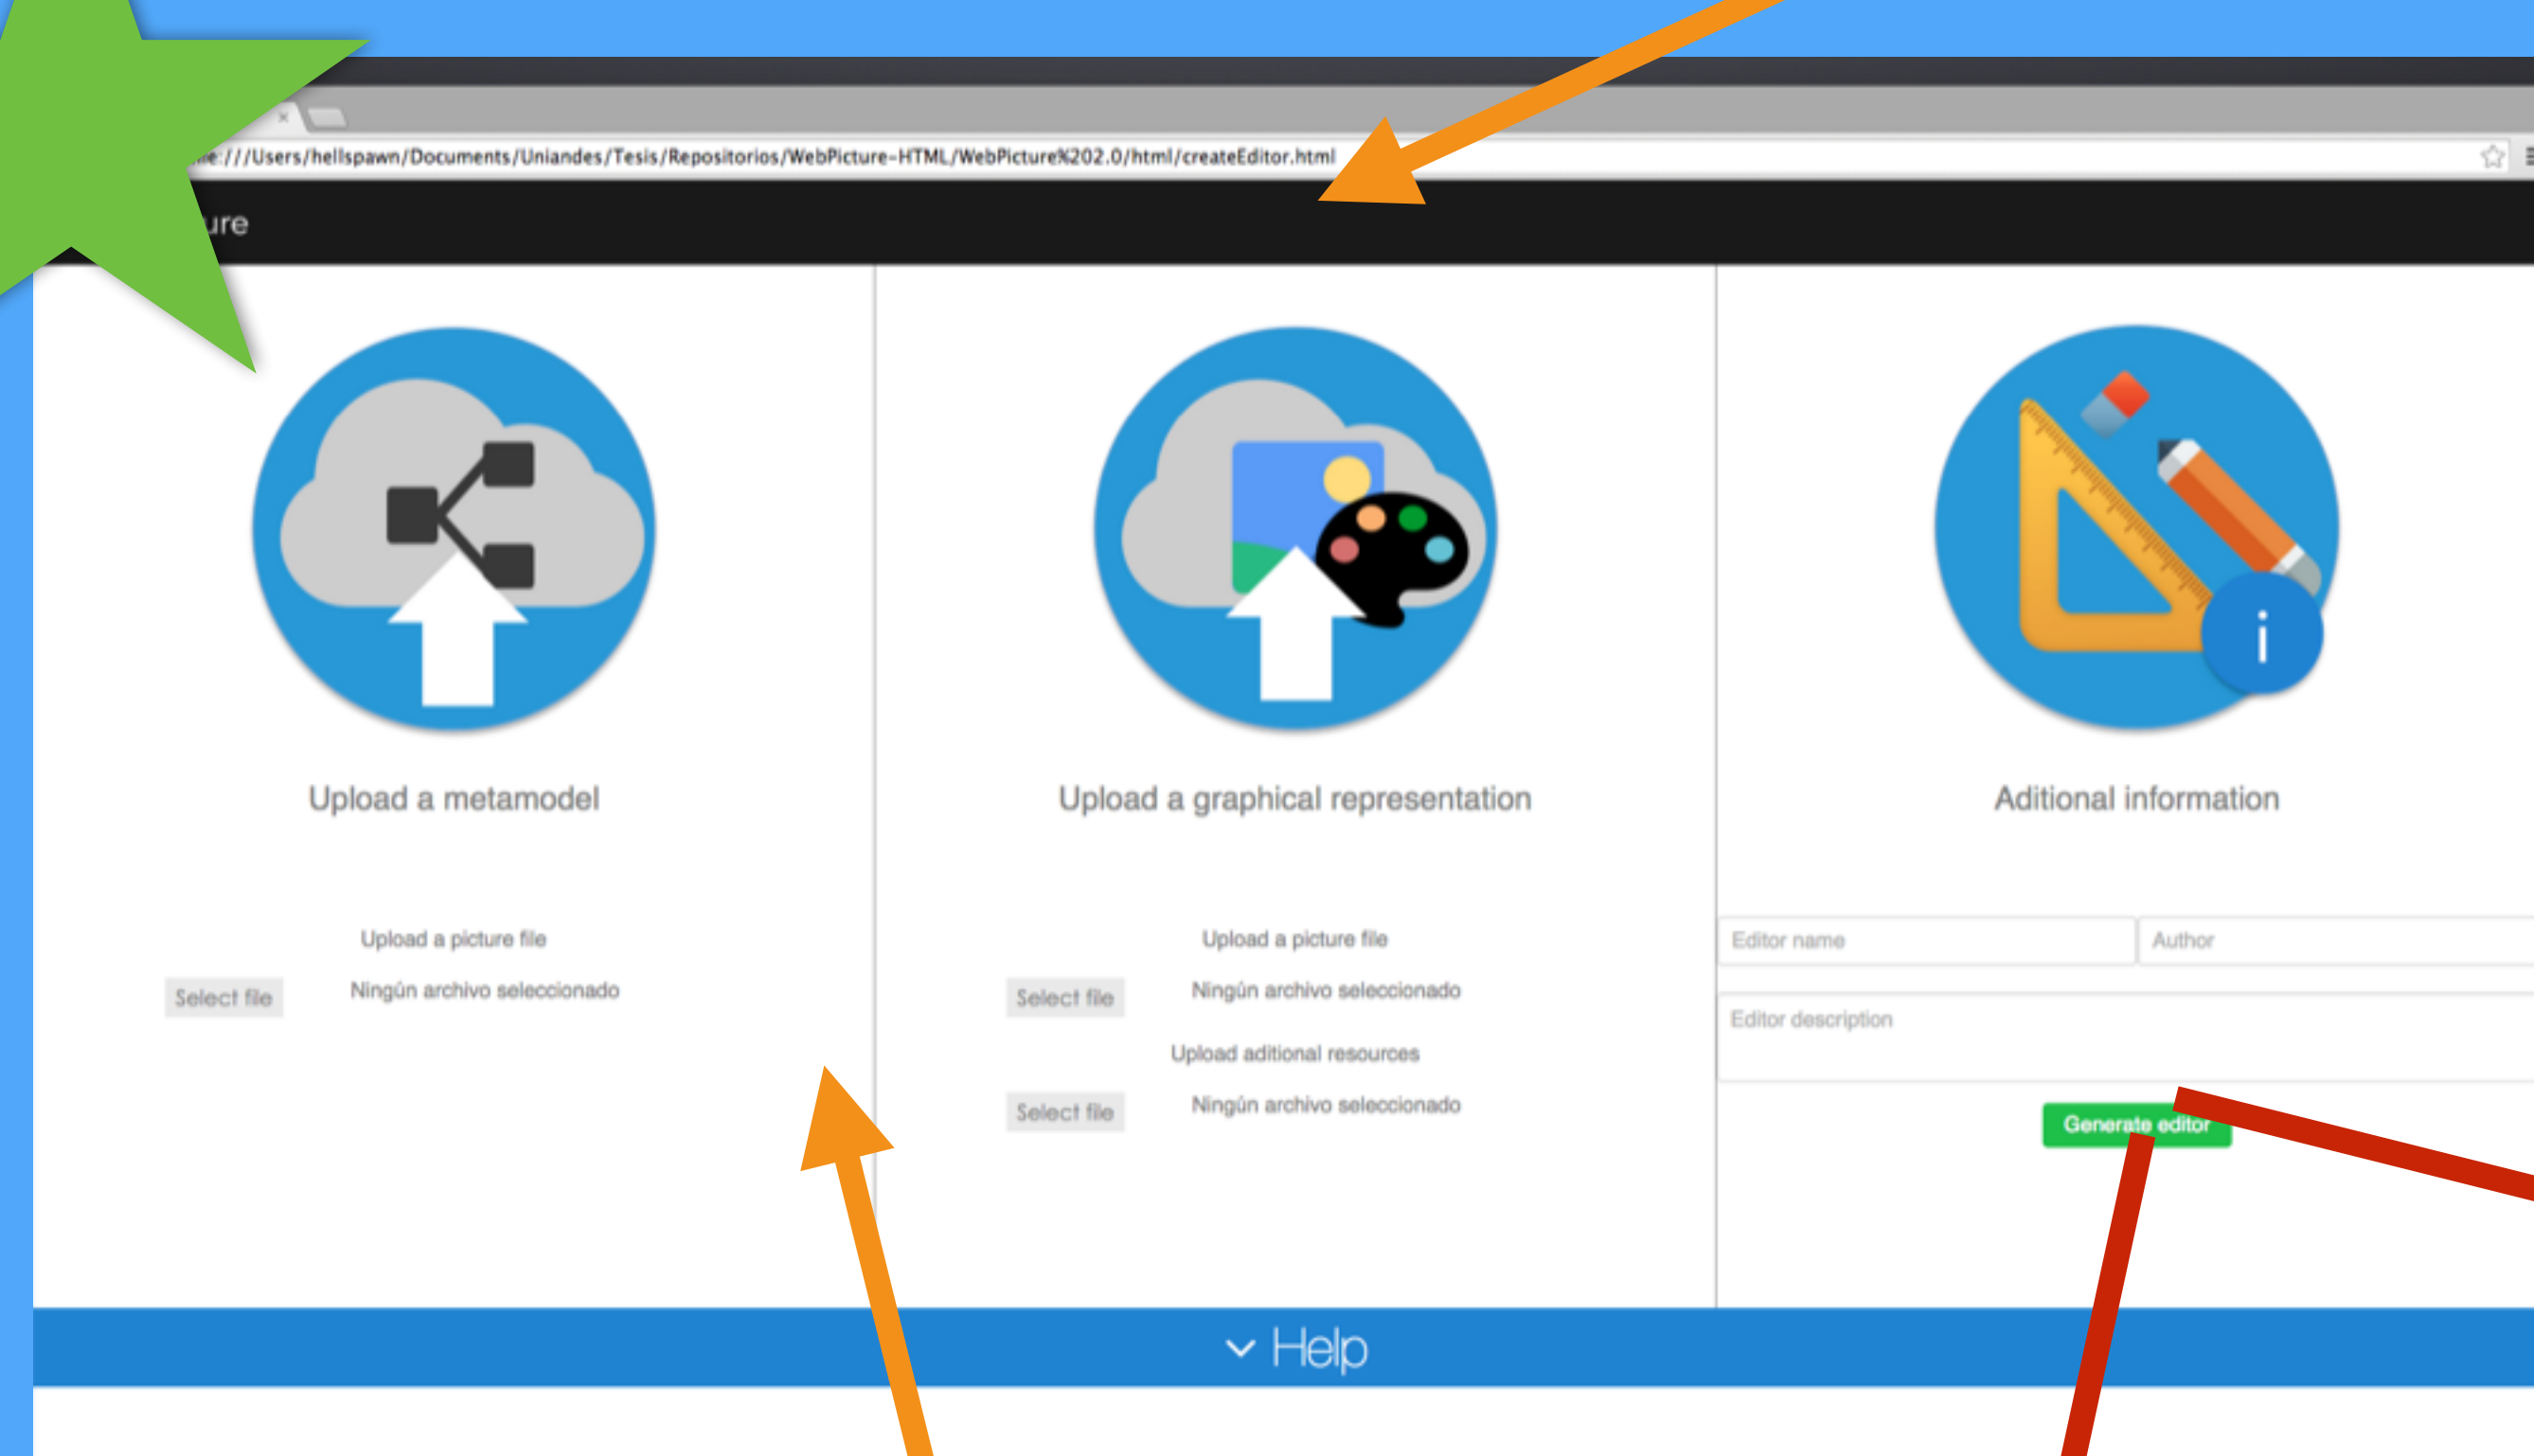 ///Users/hellspawn/Documents/Uniandes/Tesis/Repositorios/WebPicture-HTML/WebPicture%202.0/html/createEditor.html
ure
i
Upload a metamodel
Upload a graphical representation
Aditional information
Upload a picture file
Select file
Ningún archivo seleccionado
Upload a picture file
Select file
Ningún archivo seleccionado
Upload aditional resources
Select file
Ningún archivo seleccionado
Editor name
Author
Editor description
Generate editor
Help